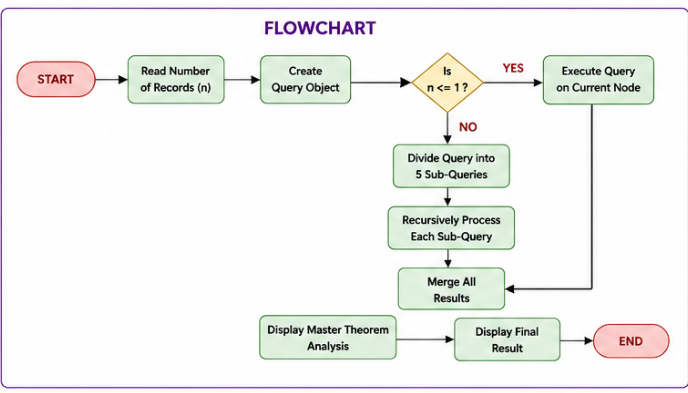 FLOWCHART
START
Read Number
of Records (n)
Create
Query Object
Is
n <= 1 ?
YES
Execute Query
on Current Node
NO
Divide Query into
5 Sub-Queries
Recursively Process
Each Sub-Query
Merge All
Results
Display Master Theorem
Analysis
Display Final
Result
END